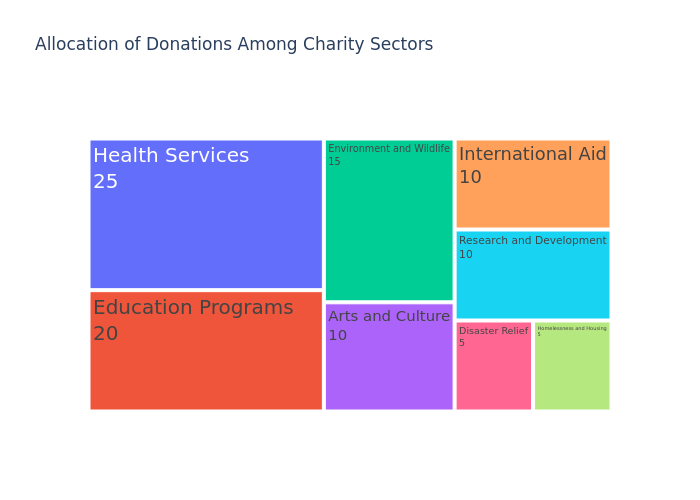 Allocation of Donations Among Charity Sectors
Health Services
25
Education Programs
20
Environment and Wildlife
15
Arts and Culture
10
International Aid
10
Research and Development
10
Disaster Relief
5
Homelessness and Housing
5